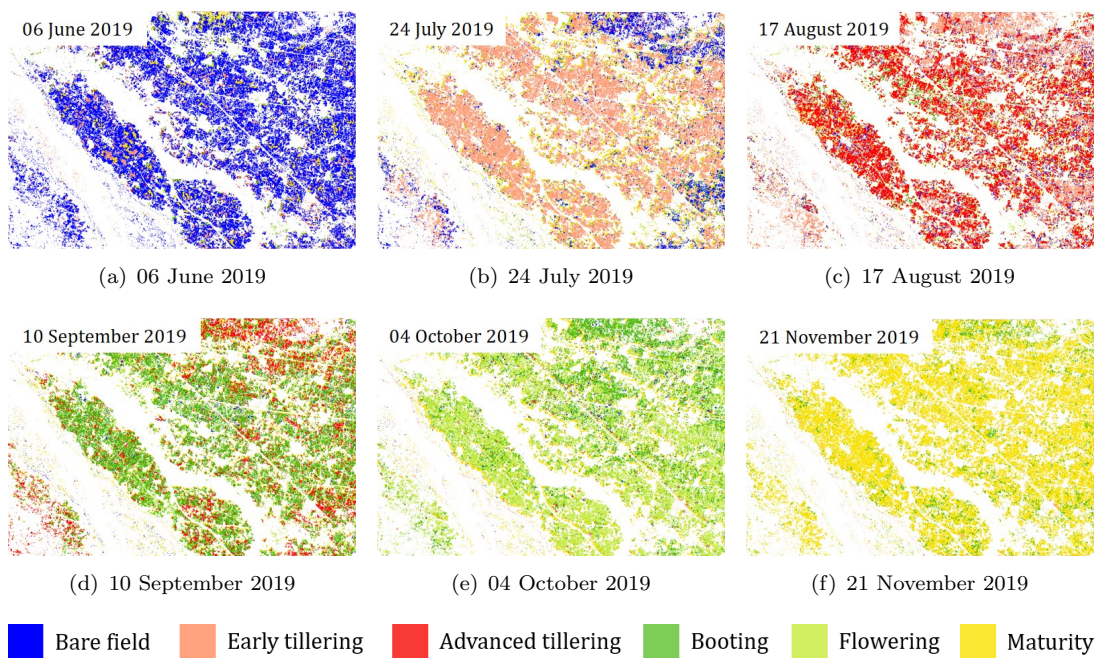 06 June 2019
24 July 2019
17 August 2019
(a) 06 June 2019
(b) 24 July 2019
(c) 17 August 2019
10 September 2019
04 October 2019
21 November 2019
(d) 10 September 2019
(e) 04 October 2019
(f) 21 November 2019
Bare field
Early tillering
Advanced tillering
Booting
Flowering
Maturity